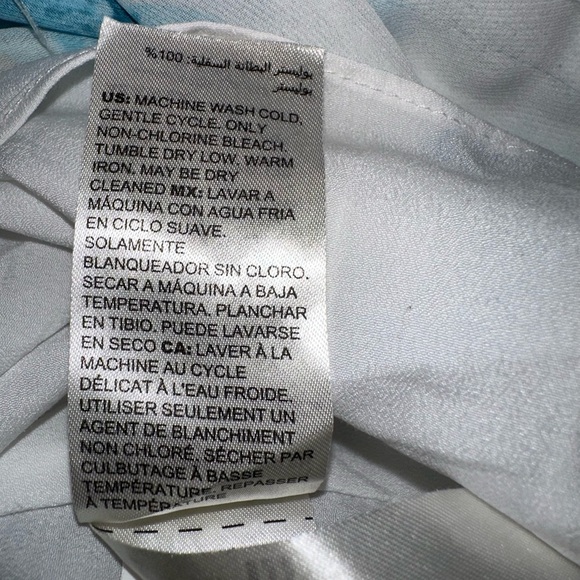 بوليستر البطانة السفلية: 100%
بوليستر
US: MACHINE WASH COLD,
GENTLE CYCLE. ONLY
NON-CHLORINE BLEACH.
TUMBLE DRY LOW. WARM
IRON. MAY BE DRY
CLEANED MX: LAVAR A
MÁQUINA CON AGUA FRIA
EN CICLO SUAVE.
SOLAMENTE
BLANQUEADOR SIN CLORO.
SECAR A MÁQUINA A BAJA
TEMPERATURA. PLANCHAR
EN TIBIO. PUEDE LAVARSE
EN SECO CA: LAVER À LA
MACHINE AU CYCLE
DÉLICAT À L'EAU FROIDE.
UTILISER SEULEMENT UN
AGENT DE BLANCHIMENT
NON CHLORÉ. SÉCHER PAR
CULBUTAGE À BASSE
TEMPÉRATURE. REPASSER
À TEMPÉRATURE